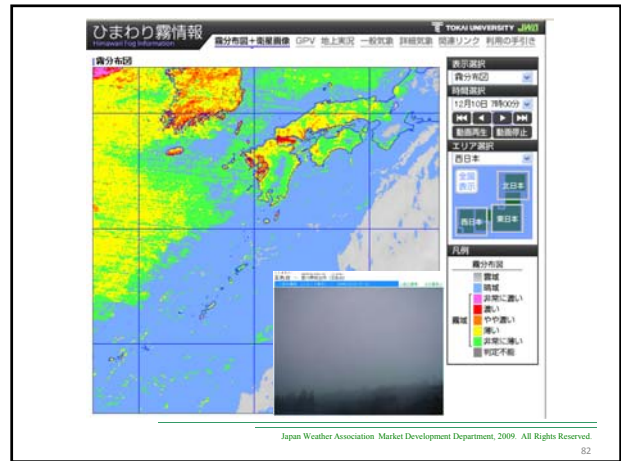 ひまわり霧情報
Himawari Fog Information
TOKAI UNIVERSITY JWA
霧分布図+衛星画像 GPV 地上実況 一般気象 詳細気象 関連リンク 利用の手引き
霧分布図
表示選択
霧分布図
時間選択
12月10日 7時00分
動画再生 動画停止
エリア選択
西日本
全国
表示
北日本
西日本
東日本
凡例
霧分布図
雲域
晴域
霧域
非常に濃い
濃い
やや濃い
薄い
非常に薄い
判定不能
Japan Weather Association Market Development Department, 2009. All Rights Reserved.
82